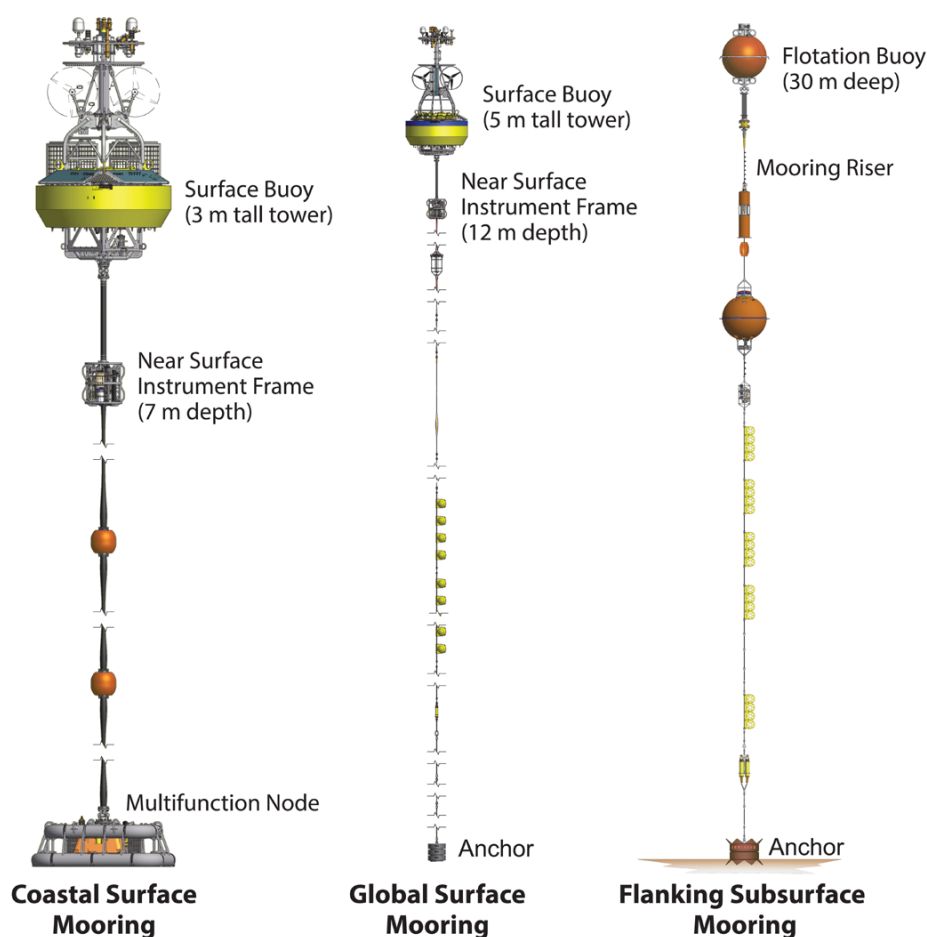 Surface Buoy
(3 m tall tower)
Near Surface
Instrument Frame
(7 m depth)
Multifunction Node
Coastal Surface
Mooring
Surface Buoy
(5 m tall tower)
Near Surface
Instrument Frame
(12 m depth)
Anchor
Global Surface
Mooring
Flotation Buoy
(30 m deep)
Mooring Riser
Anchor
Flanking Subsurface
Mooring